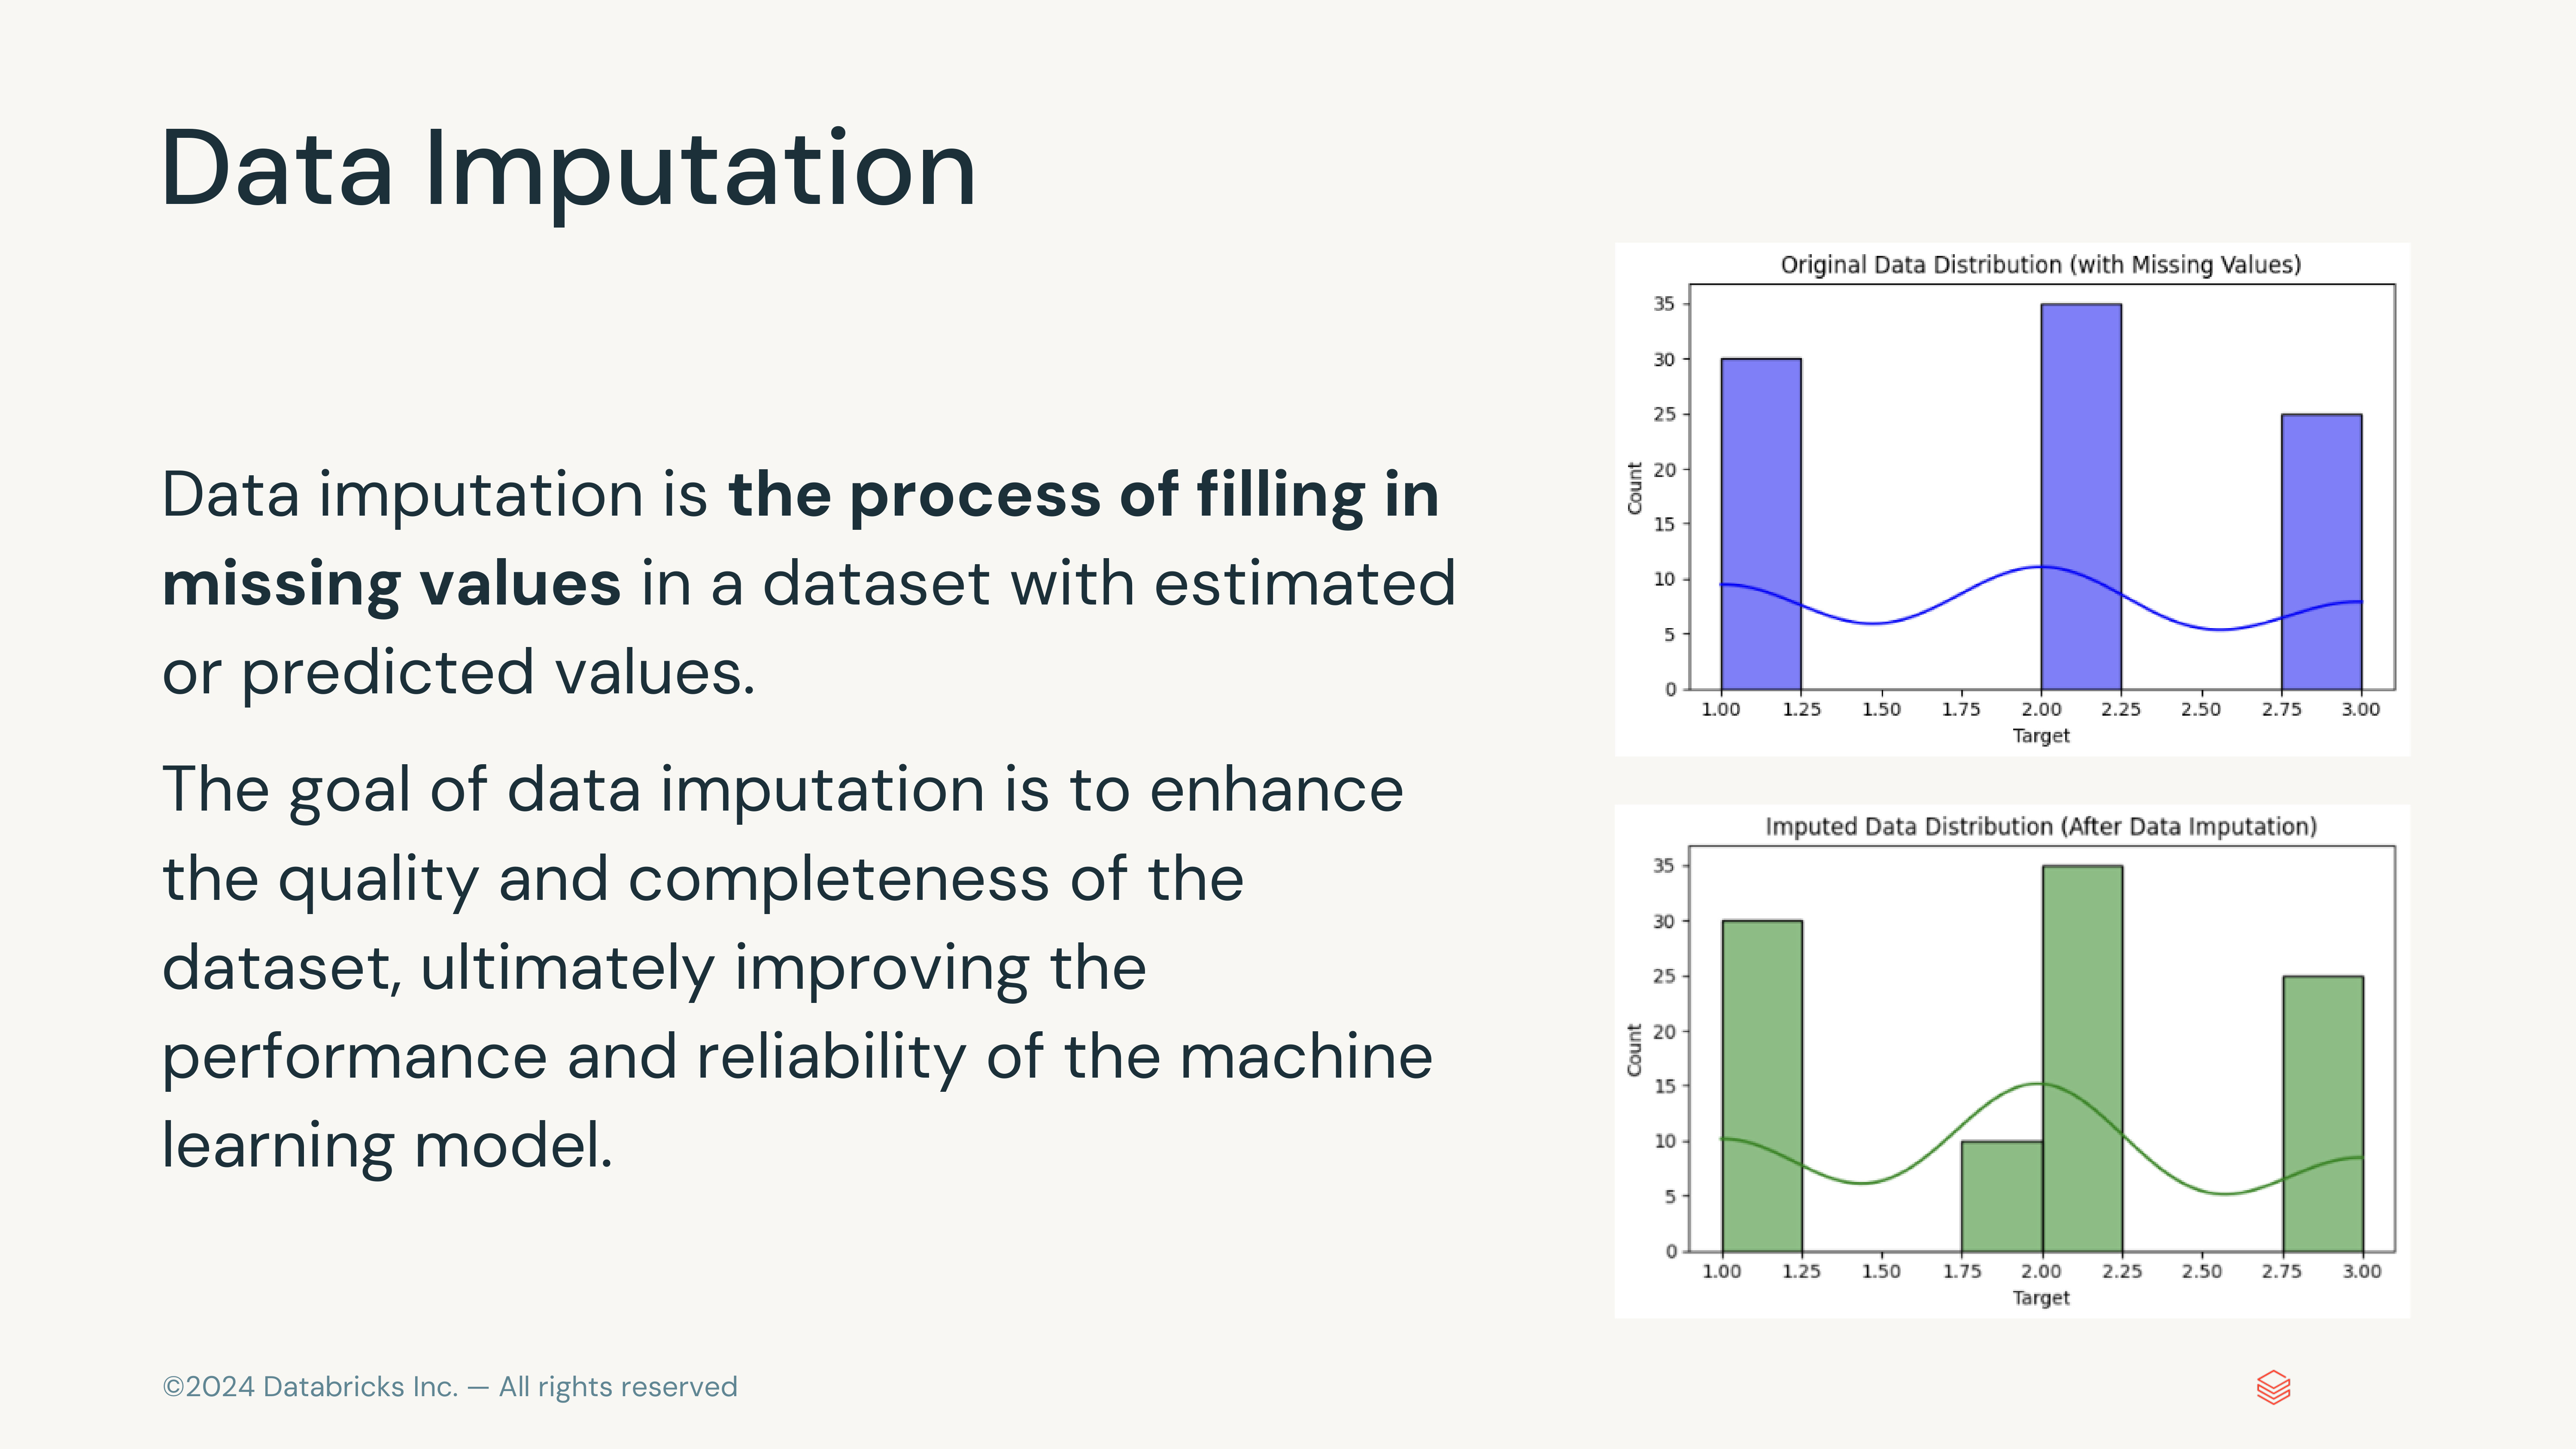 Data Imputation
Data imputation is the process of filling in
missing values in a dataset with estimated
or predicted values.
The goal of data imputation is to enhance
the quality and completeness of the
dataset, ultimately improving the
performance and reliability of the machine
learning model.
Original Data Distribution (with Missing Values)
35
30
25
20
15
10
5
0
Count
1.00 1.25 1.50 1.75 2.00 2.25 2.50 2.75 3.00
Target
Imputed Data Distribution (After Data Imputation)
35
30
25
20
15
10
5
0
Count
1.00 1.25 1.50 1.75 2.00 2.25 2.50 2.75 3.00
Target
©2024 Databricks Inc. — All rights reserved